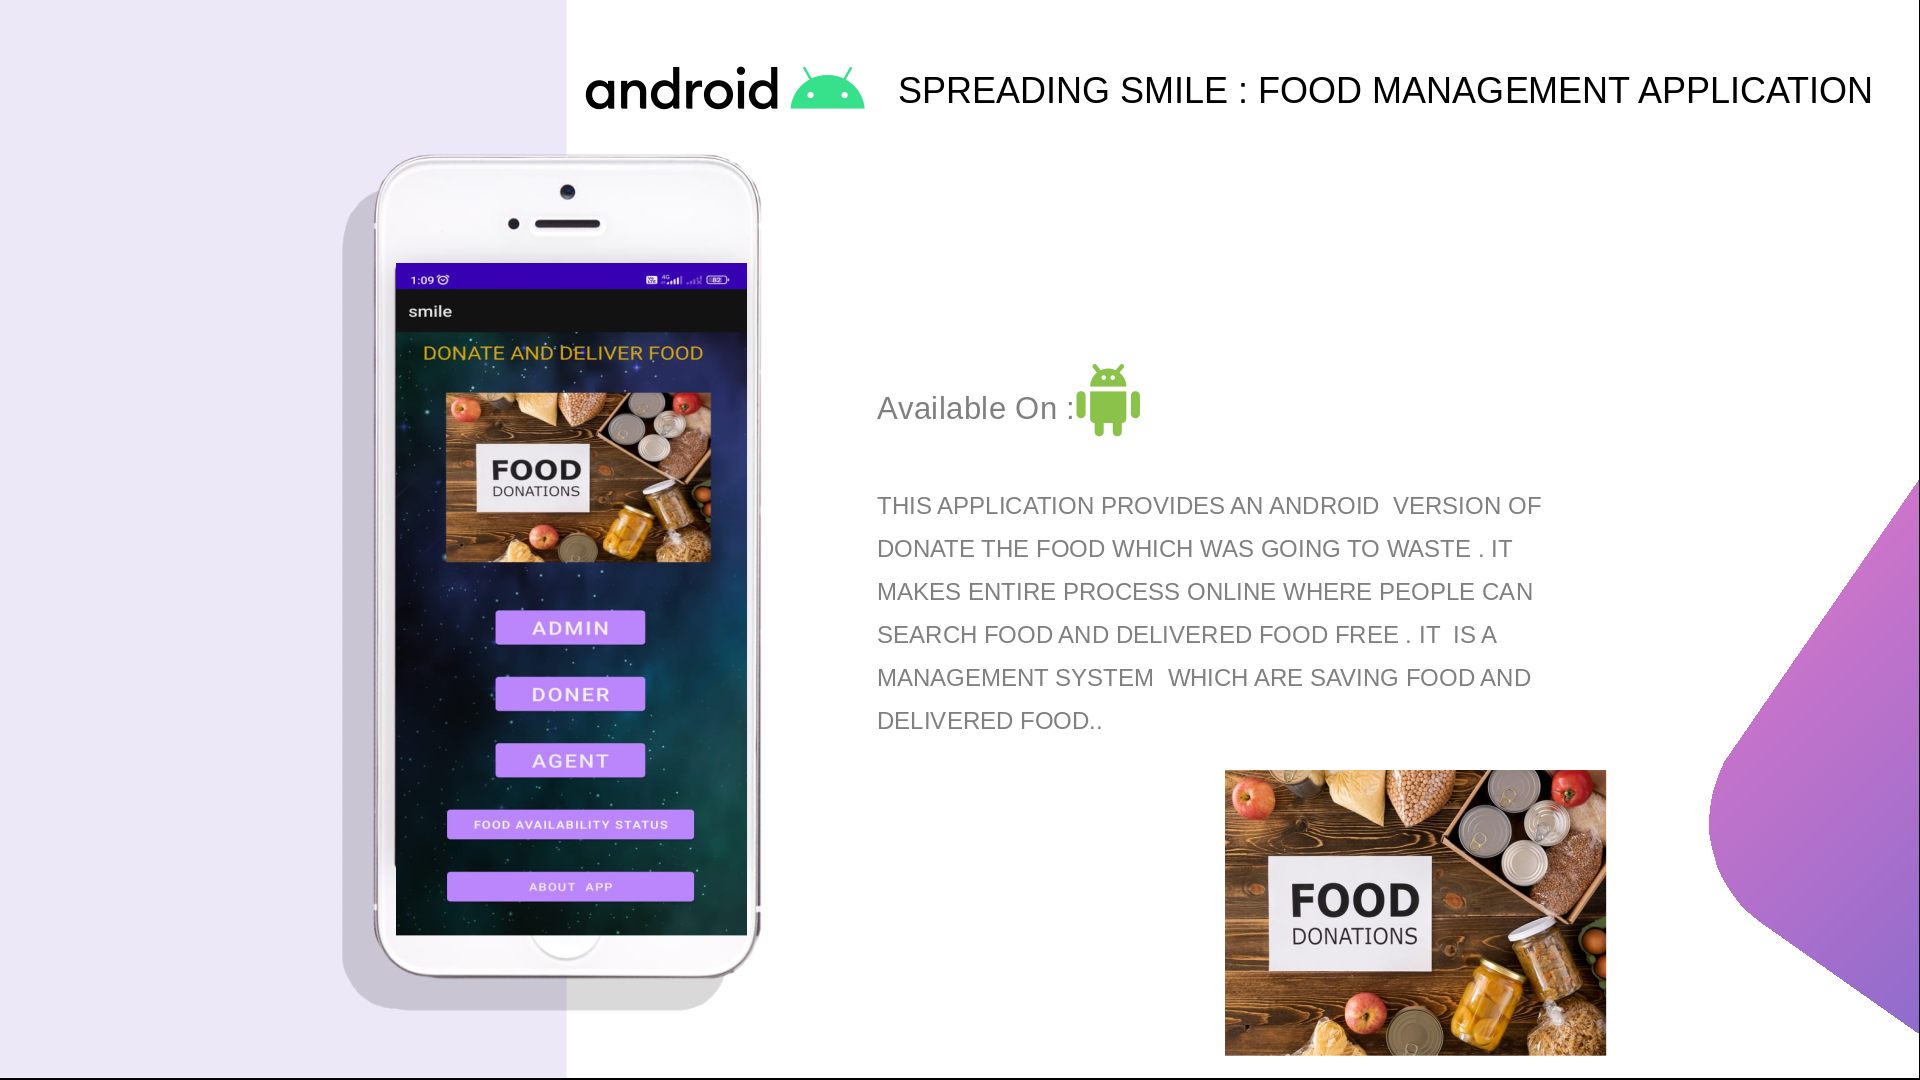 android SPREADING SMILE : FOOD MANAGEMENT APPLICATION
1:09
4G
82
smile
DONATE AND DELIVER FOOD
FOOD
DONATIONS
ADMIN
DONER
AGENT
FOOD AVAILABILITY STATUS
ABOUT APP
Available On :
THIS APPLICATION PROVIDES AN ANDROID VERSION OF
DONATE THE FOOD WHICH WAS GOING TO WASTE . IT
MAKES ENTIRE PROCESS ONLINE WHERE PEOPLE CAN
SEARCH FOOD AND DELIVERED FOOD FREE . IT IS A
MANAGEMENT SYSTEM WHICH ARE SAVING FOOD AND
DELIVERED FOOD..
FOOD
DONATIONS